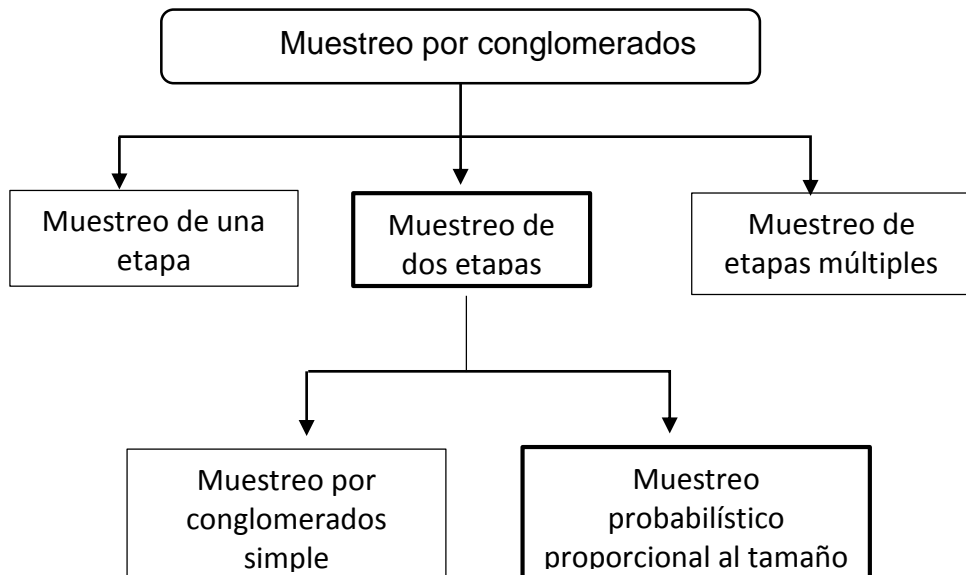 Muestreo por conglomerados
Muestreo de una
etapa
Muestreo de
dos etapas
Muestreo de
etapas múltiples
Muestreo por
conglomerados
simple
Muestreo
probabilístico
proporcional al tamaño